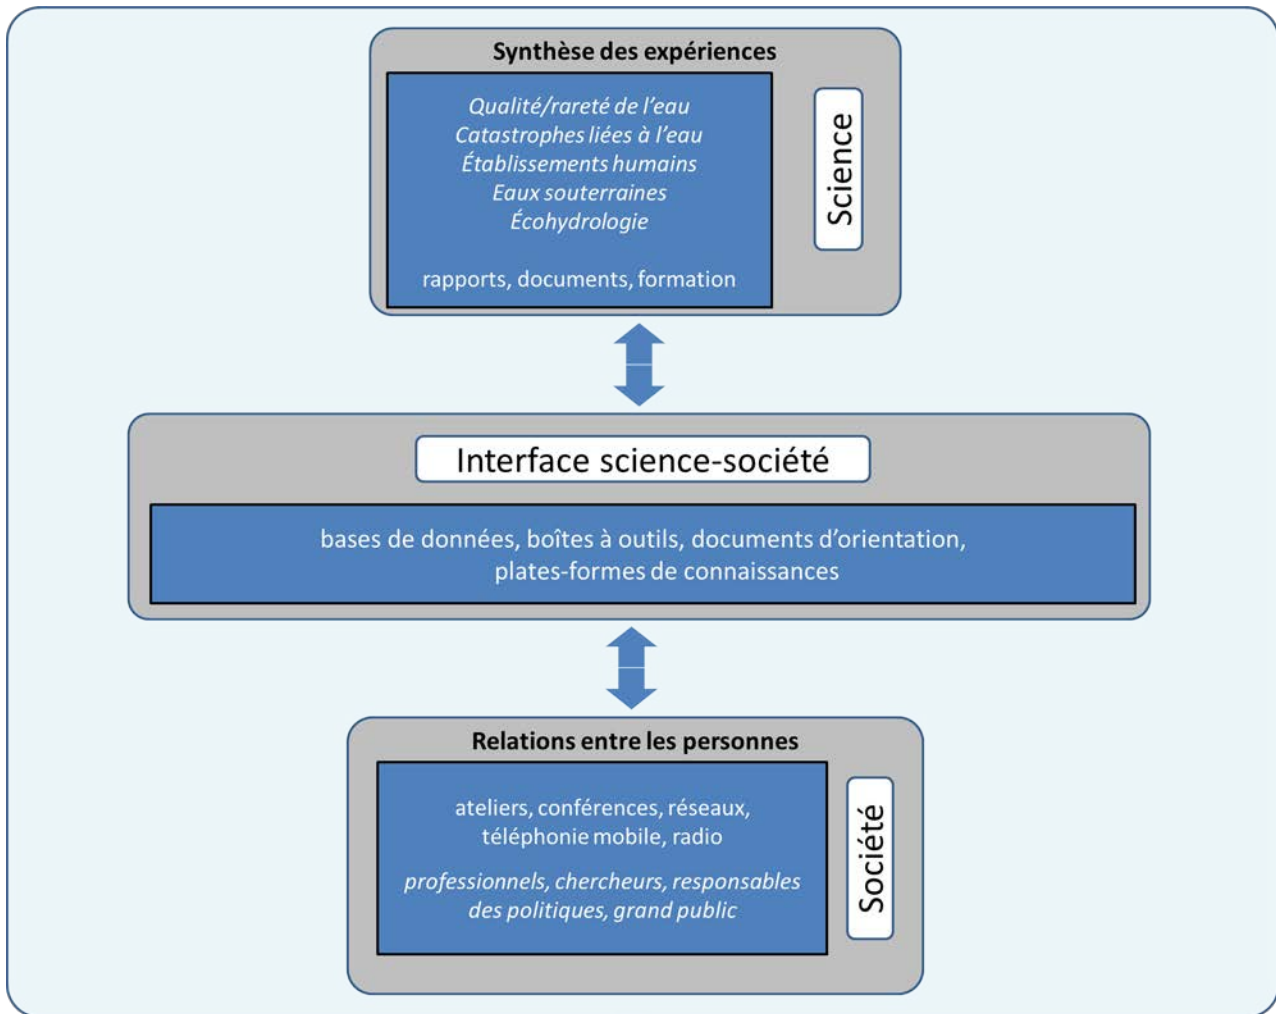 Synthèse des expériences
Qualité/rareté de l’eau
Catastrophes liées à l’eau
Établissements humains
Eaux souterraines
Écohydrologie
rapports, documents, formation
Science
Interface science-société
bases de données, boîtes à outils, documents d’orientation,
plates-formes de connaissances
Relations entre les personnes
ateliers, conférences, réseaux,
téléphonie mobile, radio
professionnels, chercheurs, responsables
des politiques, grand public
Société